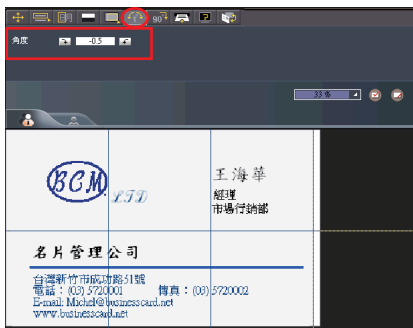 90°
角度
-0.5
33 %
BCM
LTD
王海華
經理
市場行銷部
名片管理公司
台灣新竹市成功路51號
電話：(03) 5720001 傳真：(03) 5720002
E-mail: Michel@businesscard.net
www.businesscard.net